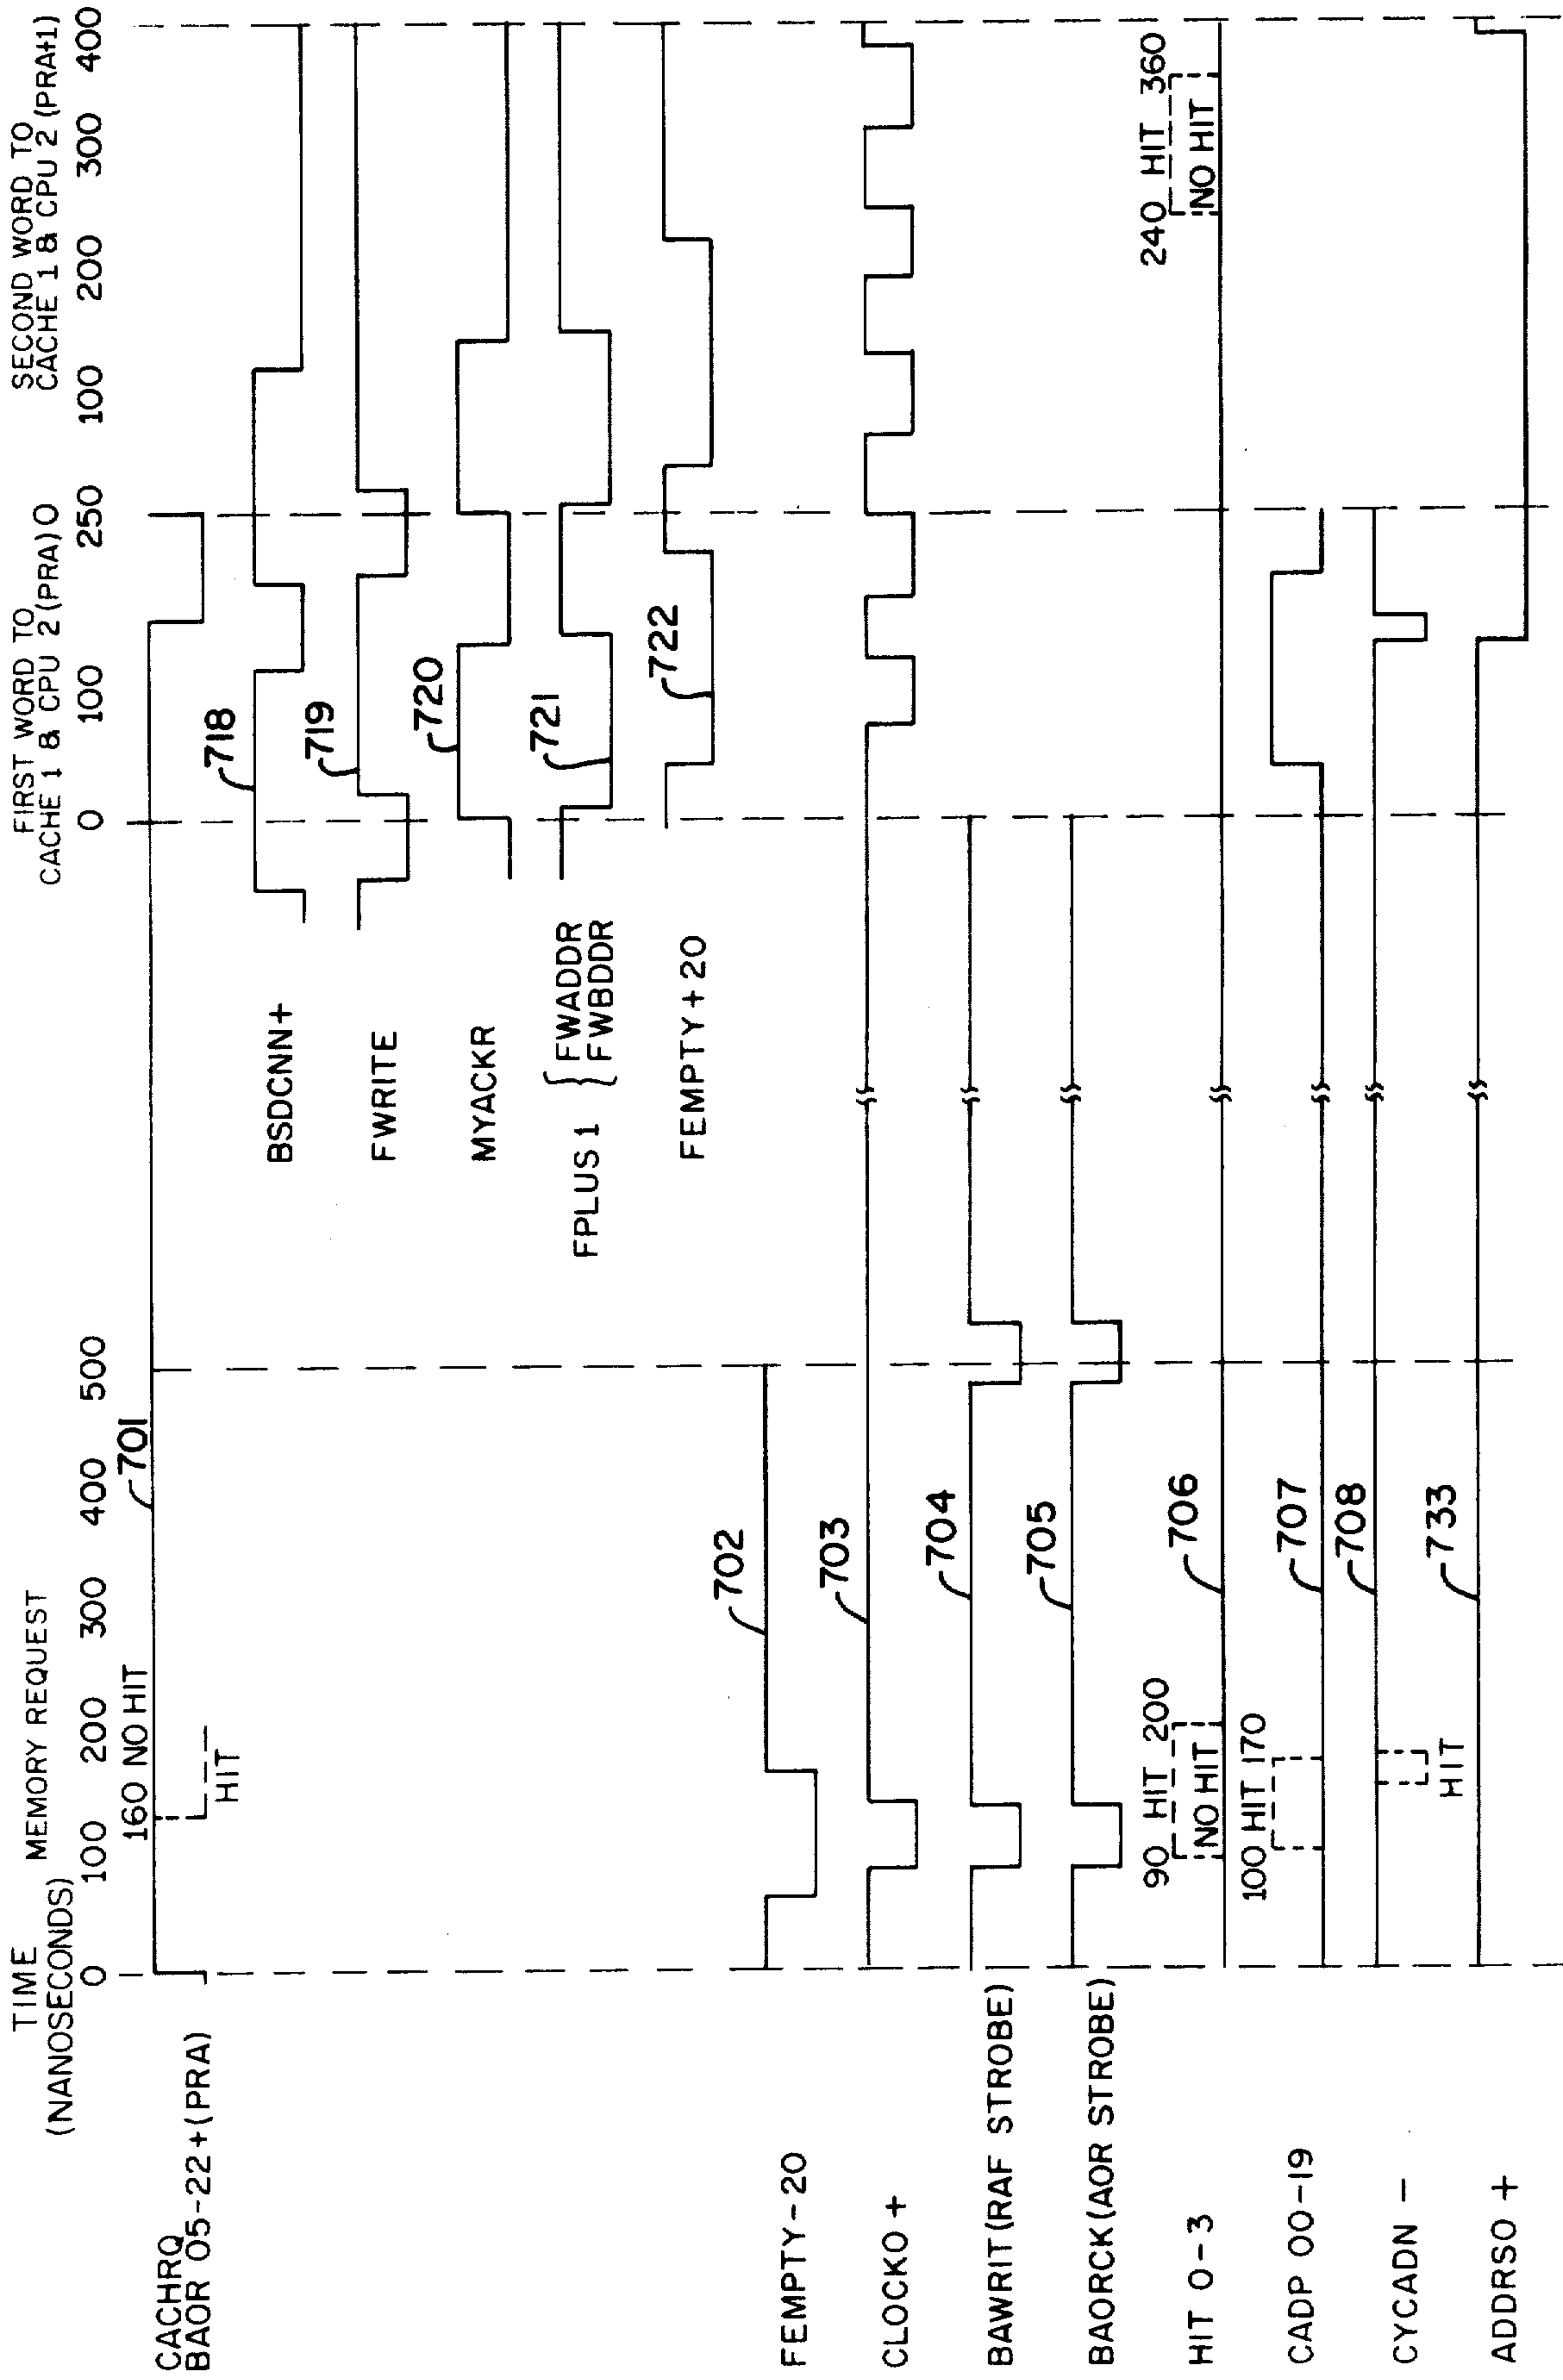 TIME
(NANOSECONDS)
MEMORY REQUEST
0 100 200 300 400 500
FIRST WORD TO
CACHE 1 & CPU 2 (PRA)
0 100 250
SECOND WORD TO
CACHE 1 & CPU 2 (PRA+1)
0 100 200 300 400
CACHRQ
BAOR 05-22+(PRA)
160 NO HIT
HIT
701
BSDCNN+
718
FWRITE
719
MYACKR
720
FPLUS 1 { FWADDR
FWBDDR
721
FEMPTY+20
722
FEMPTY-20
702
CLOCKO+
703
BAWRIT(RAF STROBE)
704
BAORCK(AOR STROBE)
705
HIT 0-3
90 HIT 200
NO HIT
706
240 HIT 360
NO HIT
CADP 00-19
100 HIT 170
707
CYCADN -
HIT
708
ADDRSO +
733